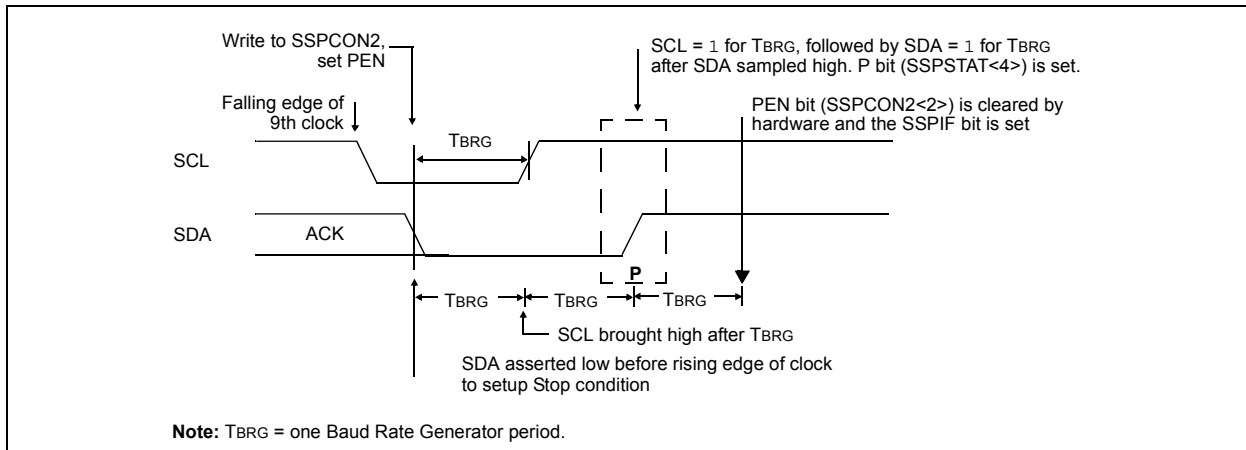 Write to SSPCON2,
set PEN
SCL = 1 for TBRG, followed by SDA = 1 for TBRG
after SDA sampled high. P bit (SSPSTAT<4>) is set.
Falling edge of
9th clock
PEN bit (SSPCON2<2>) is cleared by
hardware and the SSPIF bit is set
TBRG
SCL
SDA
ACK
P
TBRG
TBRG
TBRG
SCL brought high after TBRG
SDA asserted low before rising edge of clock
to setup Stop condition
Note: TBRG = one Baud Rate Generator period.